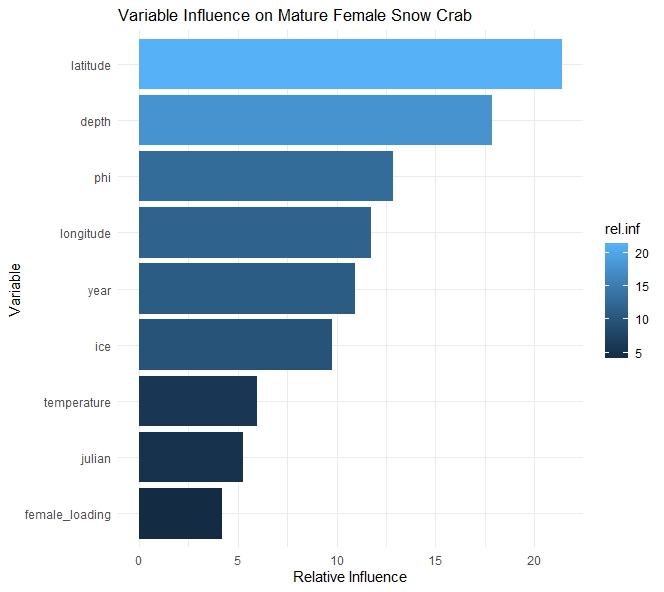 Variable Influence on Mature Female Snow Crab
latitude
depth
phi
longitude
year
ice
temperature
julian
female_loading
Variable
0 5 10 15 20
Relative Influence
rel.inf
20
15
10
5